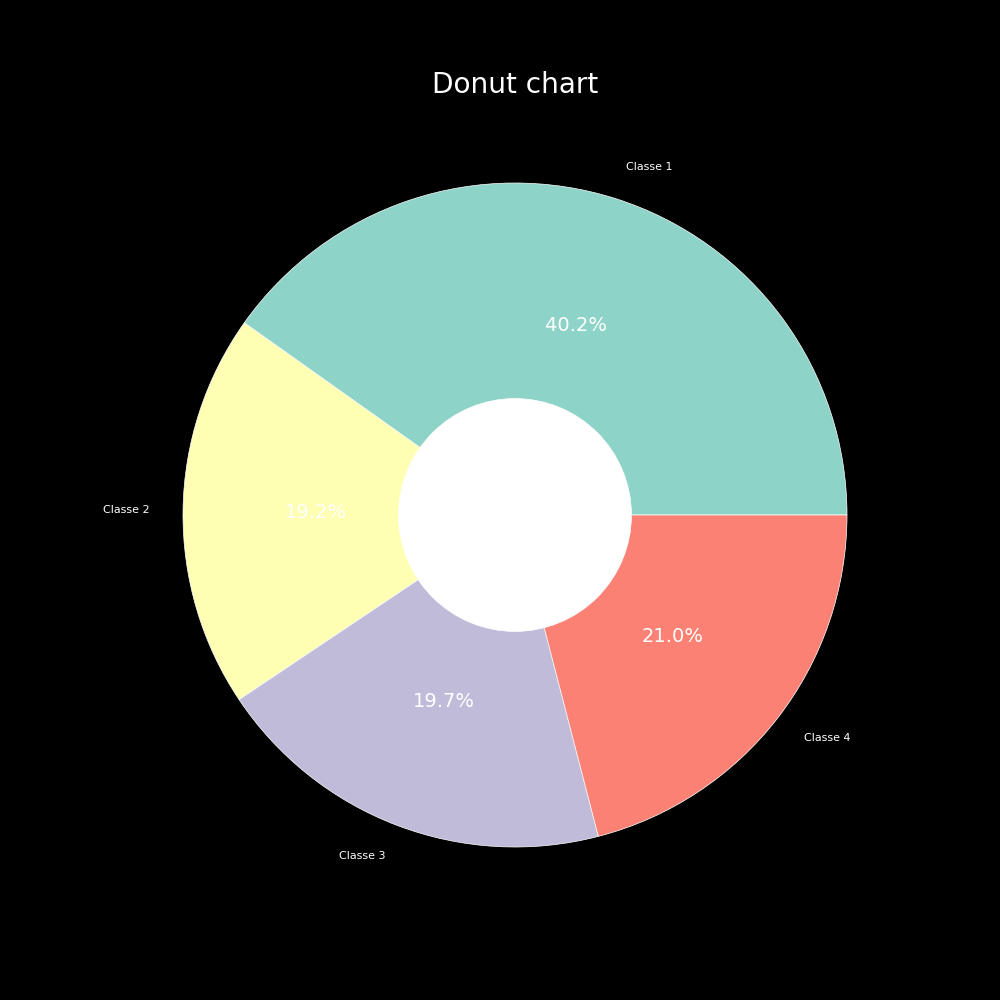 Donut chart
Classe 1
40.2%
Classe 2
19.2%
21.0%
19.7%
Classe 4
Classe 3